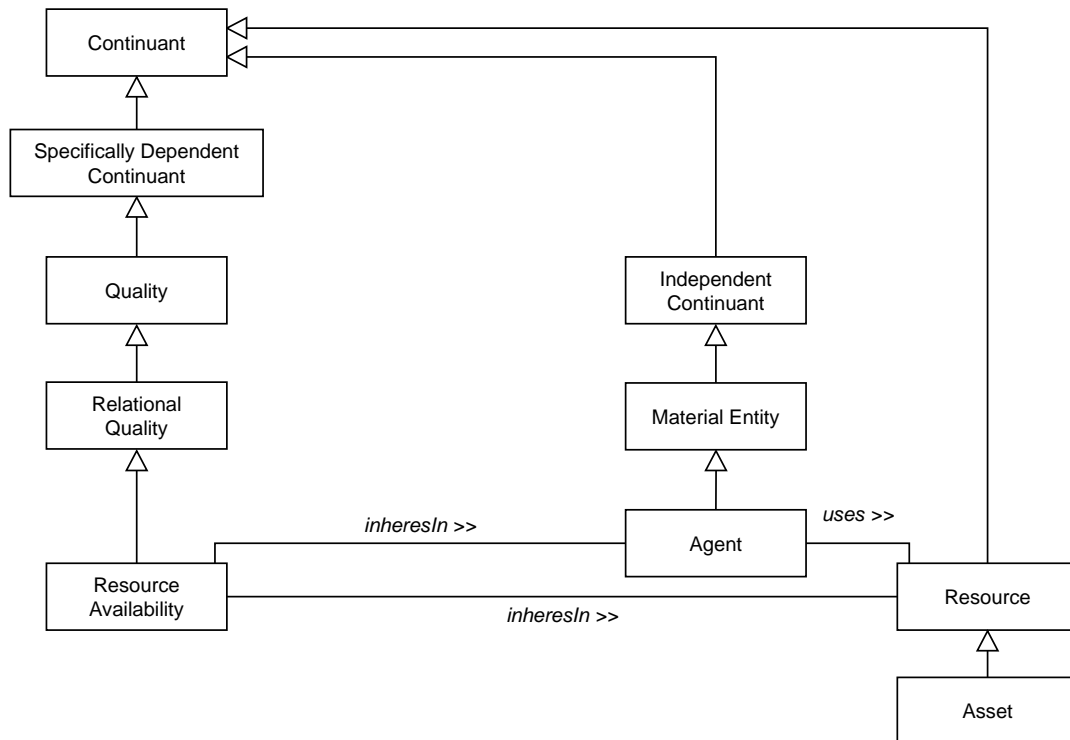 Continuant
Specifically Dependent
Continuant
Quality
Independent
Continuant
Relational
Quality
Material Entity
inheresIn >>
Agent
uses >>
Resource
Availability
inheresIn >>
Resource
Asset